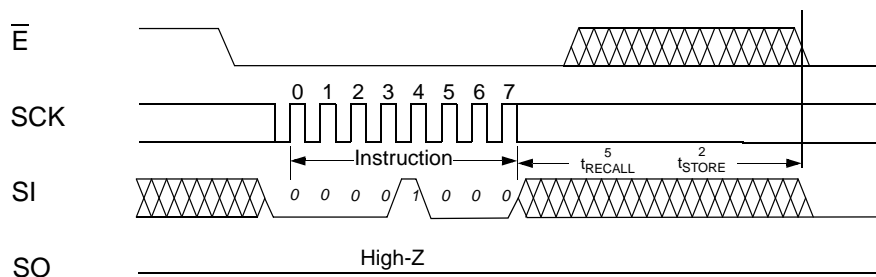 E
SCK
0 1 2 3 4 5 6 7
Instruction
5 2
tRECALL tSTORE
SI
0 0 0 0 1 0 0 0
High-Z
SO